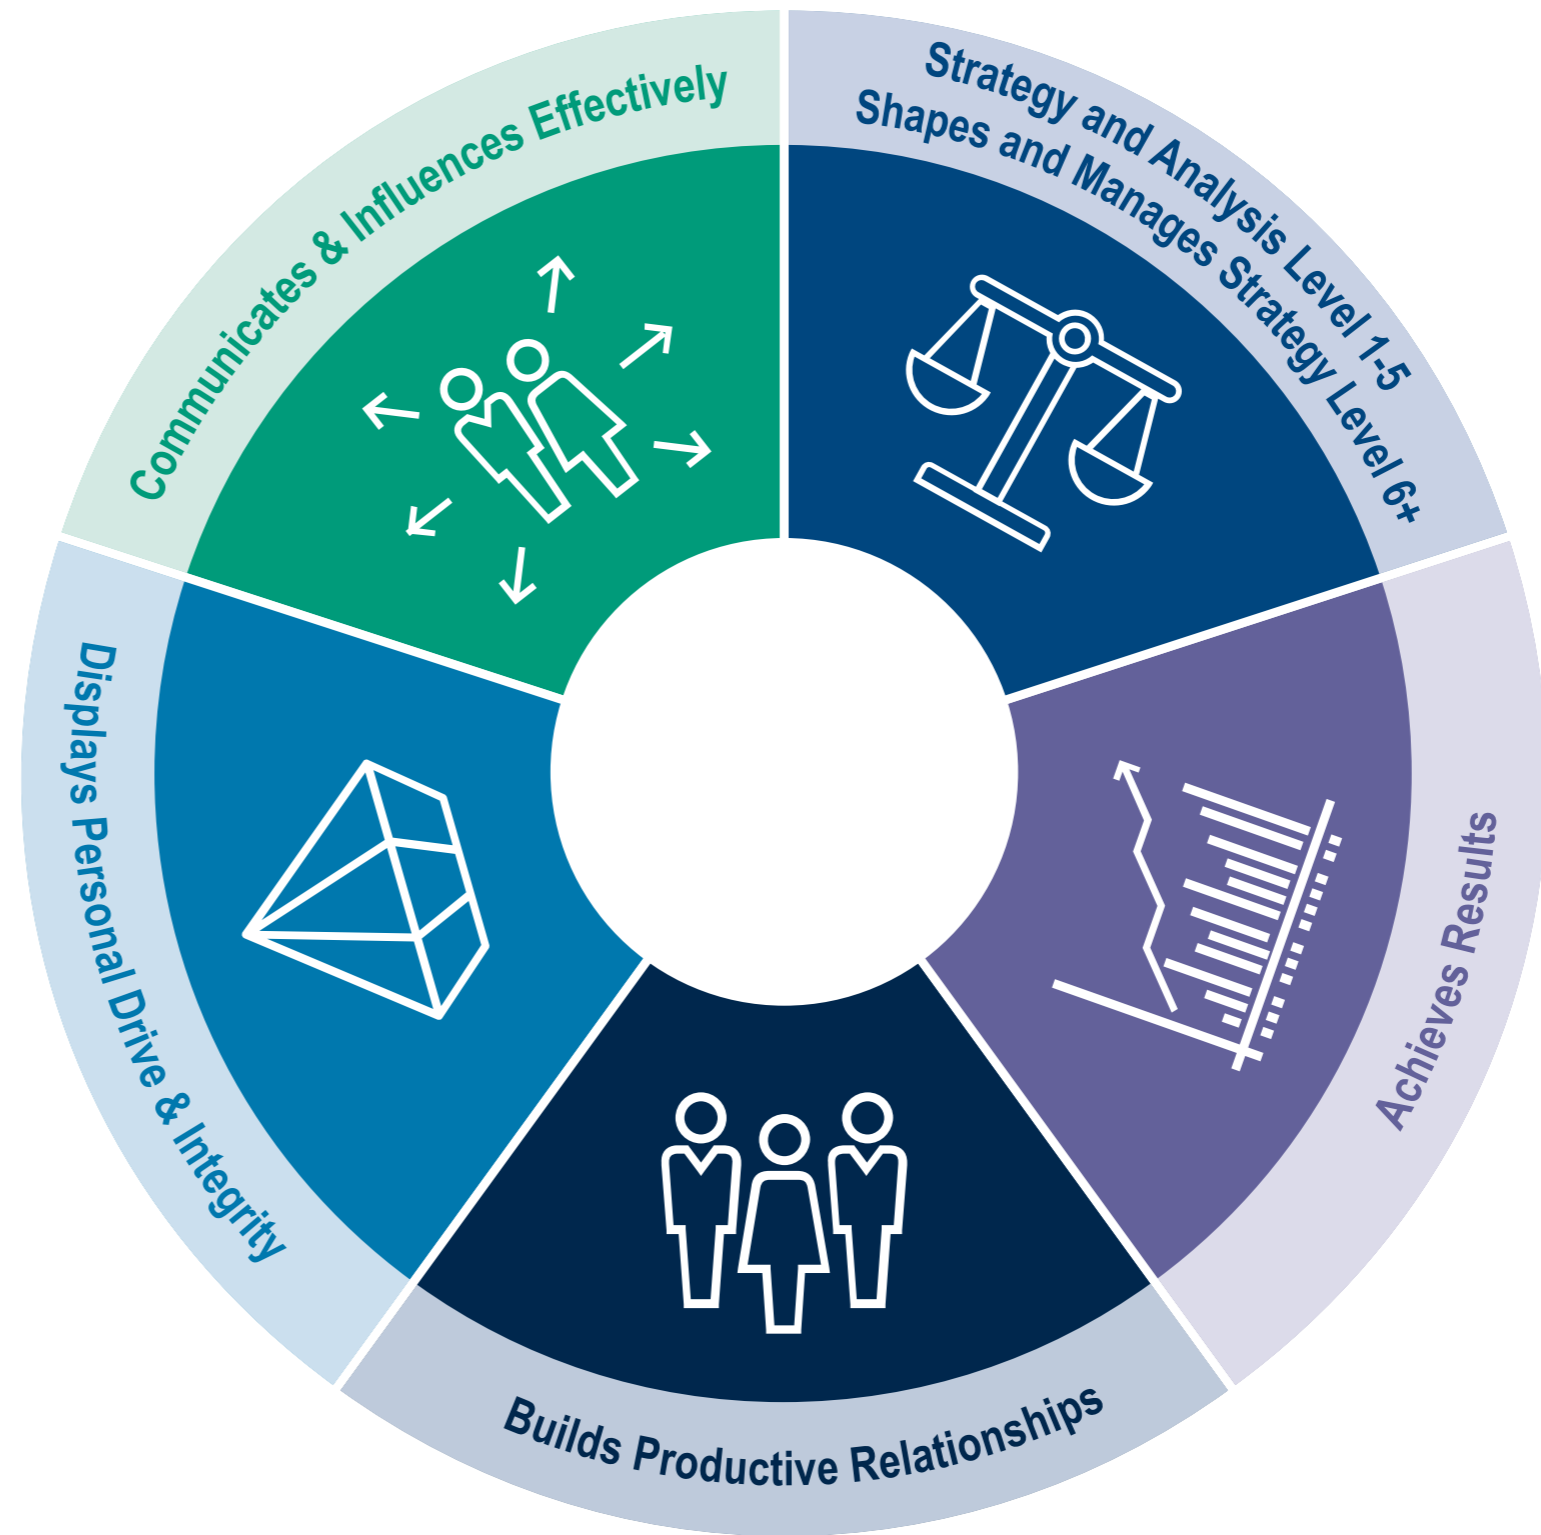 Strategy and Analysis Level 1-5
Shapes and Manages Strategy Level 6+
Achieves Results
Builds Productive Relationships
Displays Personal Drive & Integrity
Communicates & Influences Effectively